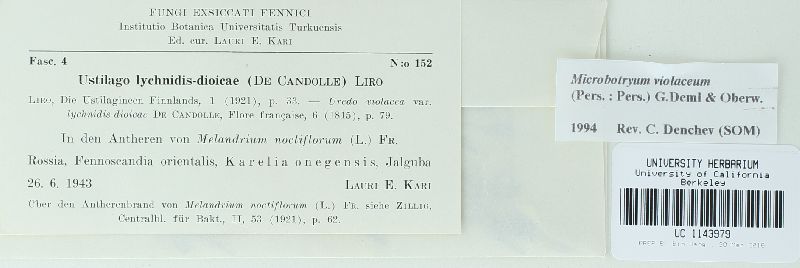 FUNGI EXSICCATI FENNICI
Instituto Botanica Universitatis Turkuensis
Ed. cur. LAURI E. KARI
Fasc. 4 N:o 152
Ustilago lychnidis-dioicae (DE CANDOLLE) LIRO
LIRO, Die Ustilagineen Finnlands, 1 (1921), p. 33. — Uredo violacea var.
lychnidis dioicae DE CANDOLLE, Flore française, 6 (1815), p. 79.
In den Antheren von Melandrium noctiflorum (L.) FR.
Rossia, Fennoscandia orientalis, Karelia onegensis, Jalguba
26. 6. 1943 LAURI E. KARI
Über den Antherenbrand von Melandrium noctiflorum (L.) FR. siehe ZILLIG,
Centralbl. für Bakt., II, 53 (1921), p. 62.
Microbotryum violaceum
(Pers. : Pers.) G.Deml & Oberw.
1994 Rev. C. Denchev (SOM)
UNIVERSITY HERBARIUM
University of California
Berkeley
UC 1143979